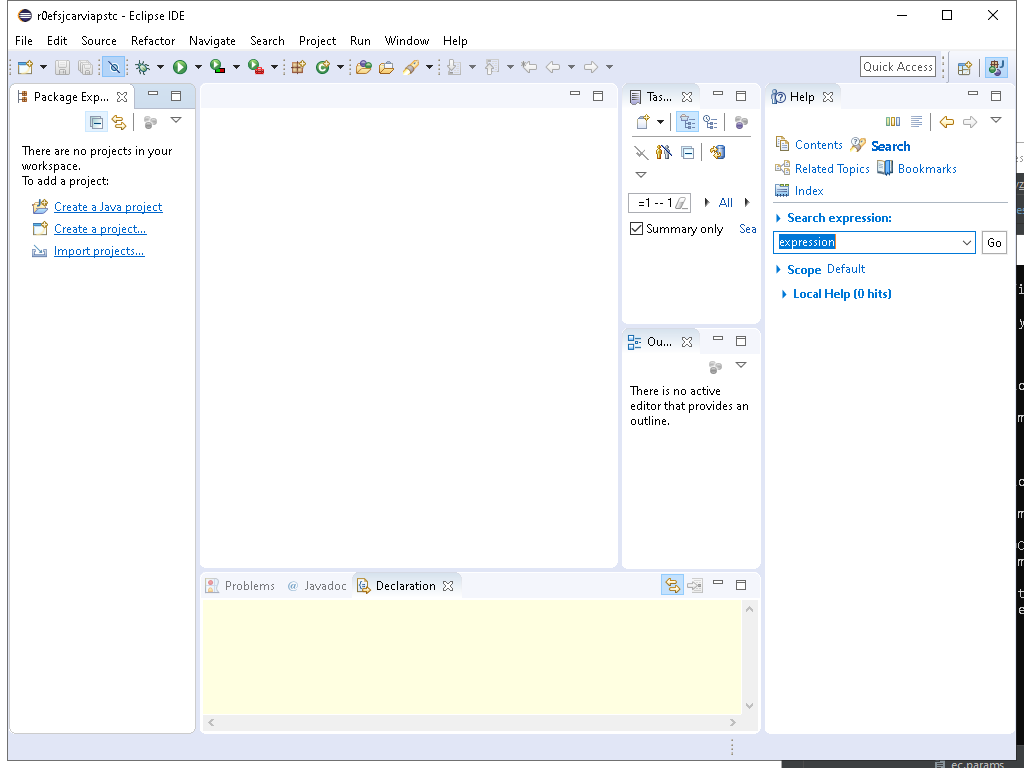 r0efsjcarviapstc - Eclipse IDE
File Edit Source Refactor Navigate Search Project Run Window Help
Quick Access
Package Exp...
There are no projects in your
workspace.
To add a project:
Create a Java project
Create a project...
Import projects...
Tas...
=1 -- 1
All
Summary only
Sea
Ou...
There is no active
editor that provides an
outline.
Help
Contents
Search
Related Topics
Bookmarks
Index
Search expression:
expression
Go
Scope Default
Local Help (0 hits)
Problems
@ Javadoc
Declaration
ec.params